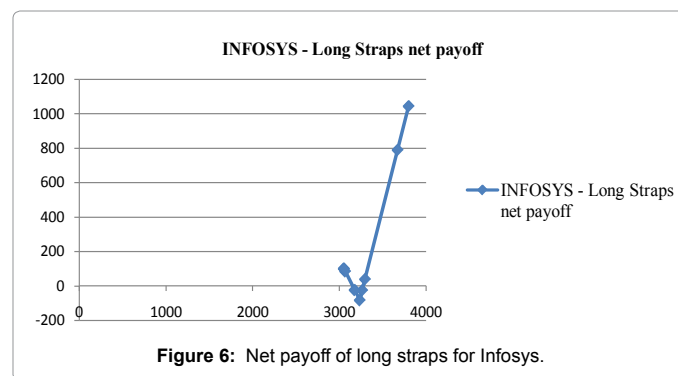 INFOSYS - Long Straps net payoff
1200
1000
800
600
400
200
0
-200
0 1000 2000 3000 4000
INFOSYS - Long Straps
net payoff
Figure 6: Net payoff of long straps for Infosys.